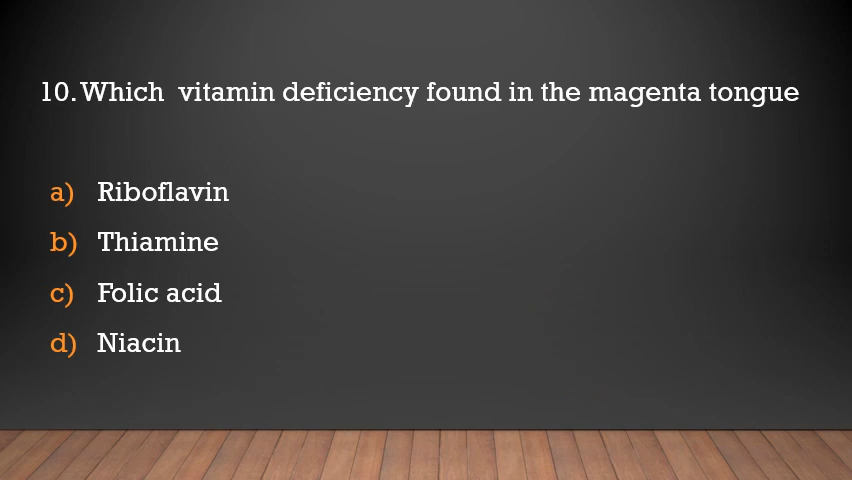 10. Which vitamin deficiency found in the magenta tongue
a) Riboflavin
b) Thiamine
c) Folic acid
d) Niacin